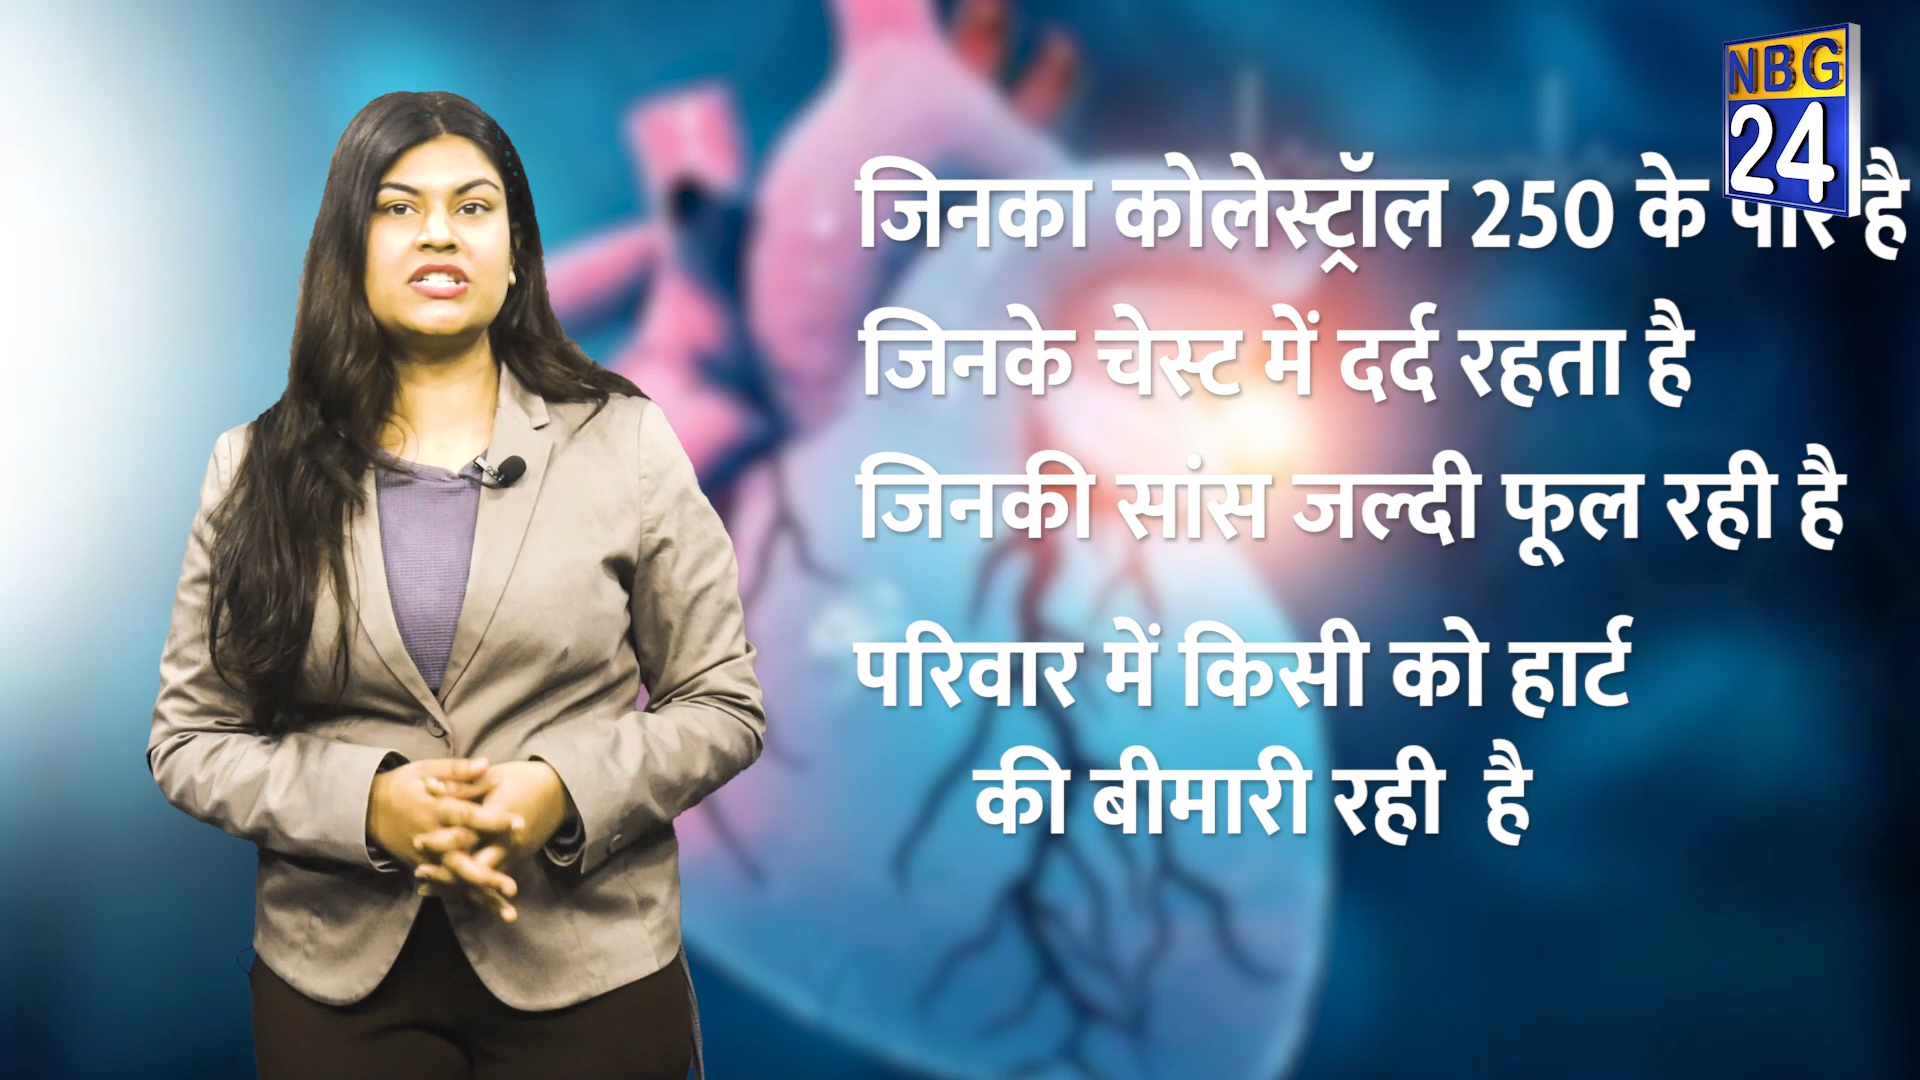 NBG
24
जिनका कोलेस्ट्रॉल 250 के पार है
जिनके चेस्ट में दर्द रहता है
जिनकी सांस जल्दी फूल रही है
परिवार में किसी को हार्ट
की बीमारी रही है